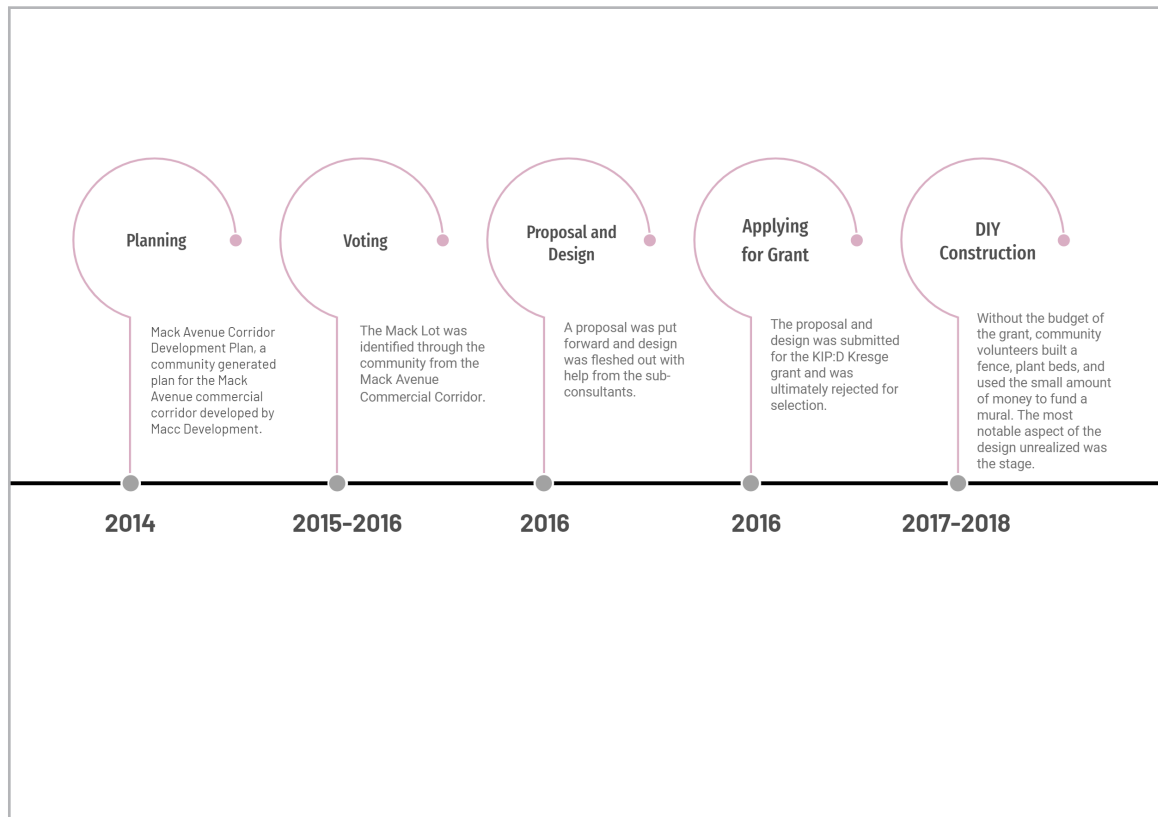 Planning
Mack Avenue Corridor
Development Plan, a
community generated
plan for the Mack
Avenue commercial
corridor developed by
Macc Development.
2014
Voting
The Mack Lot was
identified through the
community from the
Mack Avenue
Commercial Corridor.
2015-2016
Proposal and
Design
A proposal was put
forward and design
was fleshed out with
help from the sub-
consultants.
2016
Applying
for Grant
The proposal and
design was submitted
for the KIP:D Kresge
grant and was
ultimately rejected for
selection.
2016
DIY
Construction
Without the budget of
the grant, community
volunteers built a
fence, plant beds, and
used the small amount
of money to fund a
mural. The most
notable aspect of the
design unrealized was
the stage.
2017-2018